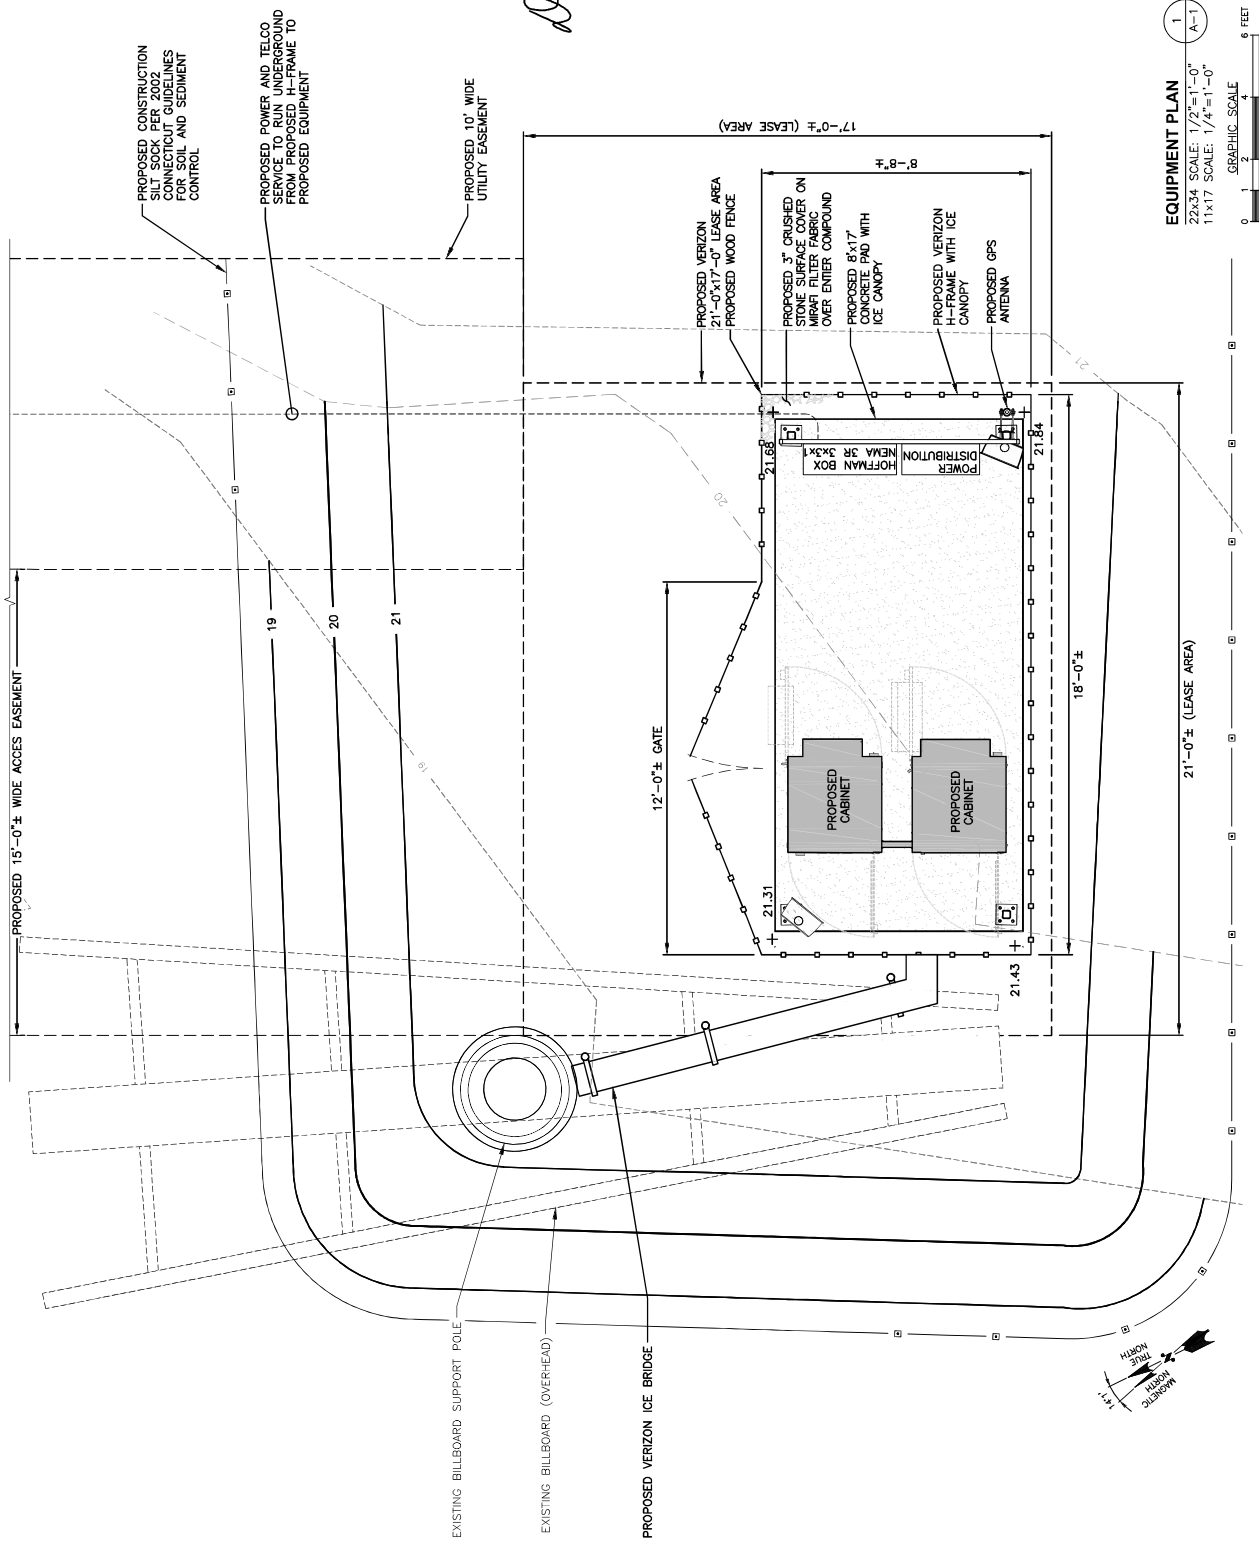 PROPOSED CONSTRUCTION
SILT SOCK PER 2002
CONNECTICUT GUIDELINES
FOR SOIL AND SEDIMENT
CONTROL
PROPOSED POWER AND TELCO
SERVICE TO RUN UNDERGROUND
FROM PROPOSED H-FRAME TO
PROPOSED EQUIPMENT
PROPOSED 10' WIDE
UTILITY EASEMENT
17'-0"± (LEASE AREA)
8'-8"±
PROPOSED VERIZON
21'-0"x17'-0" LEASE AREA
PROPOSED WOOD FENCE
PROPOSED 3" CRUSHED
STONE SURFACE COVER ON
MIRAFI FILTER FABRIC
OVER ENTIER COMPOUND
PROPOSED 8'x17'
CONCRETE PAD WITH
ICE CANOPY
PROPOSED VERIZON
H-FRAME WITH ICE
CANOPY
PROPOSED GPS
ANTENNA
EQUIPMENT PLAN
22x34 SCALE: 1/2"=1'-0"
11x17 SCALE: 1/4"=1'-0"
1
A-1
GRAPHIC SCALE
0 1 2 4 6 FEET
PROPOSED 15'-0"± WIDE ACCES EASEMENT
19
20
21
19
20
21
21.68
21.84
HOFFMAN BOX
NEMA 3R 3x3x1
POWER
DISTRIBUTION
12'-0"± GATE
PROPOSED
CABINET
PROPOSED
CABINET
18'-0"±
21'-0"± (LEASE AREA)
21.31
21.43
EXISTING BILLBOARD SUPPORT POLE
EXISTING BILLBOARD (OVERHEAD)
PROPOSED VERIZON ICE BRIDGE
TRUE
NORTH
MAGNETIC
NORTH